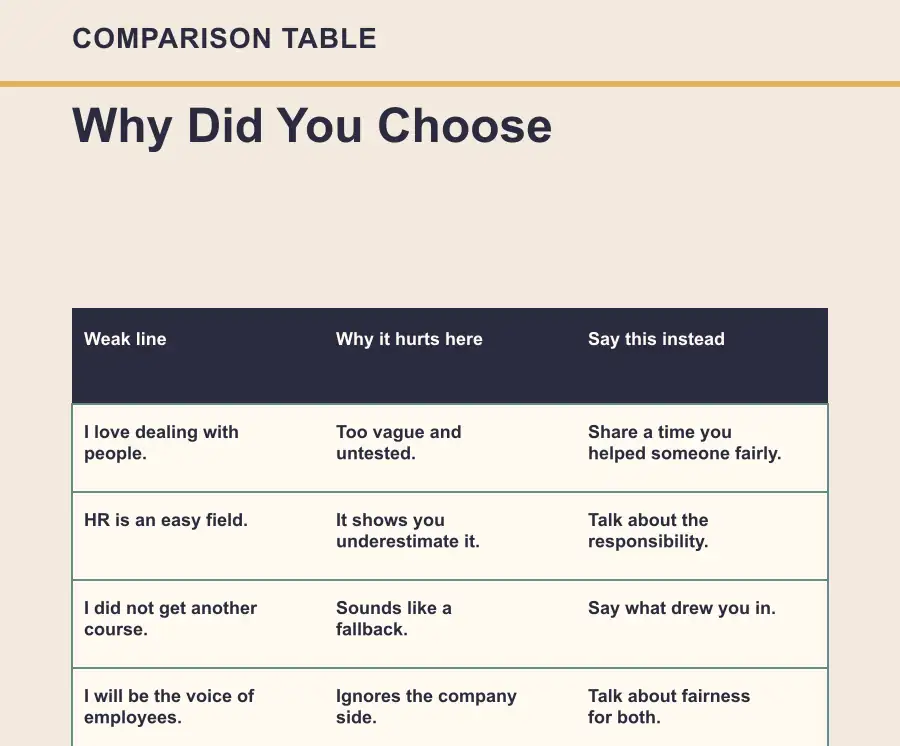 COMPARISON TABLE
Why Did You Choose
Weak line
Why it hurts here
Say this instead
I love dealing with
people.
Too vague and
untested.
Share a time you
helped someone fairly.
HR is an easy field.
It shows you
underestimate it.
Talk about the
responsibility.
I did not get another
course.
Sounds like a
fallback.
Say what drew you in.
I will be the voice of
employees.
Ignores the company
side.
Talk about fairness
for both.